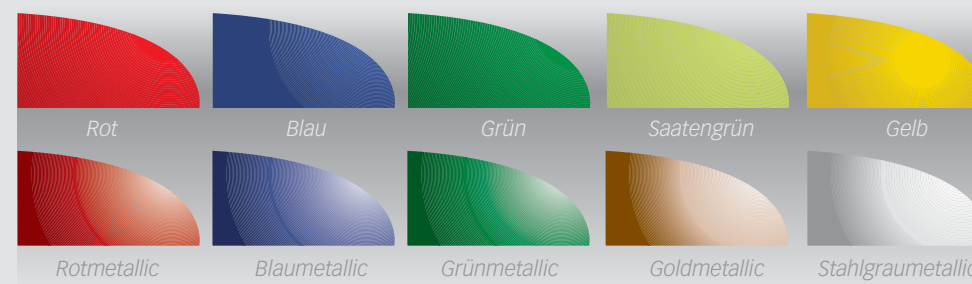 Rot Blau Grün Saatengrün Gelb
Rotmetallic Blaumetallic Grünmetallic Goldmetallic Stahlgraumetallic